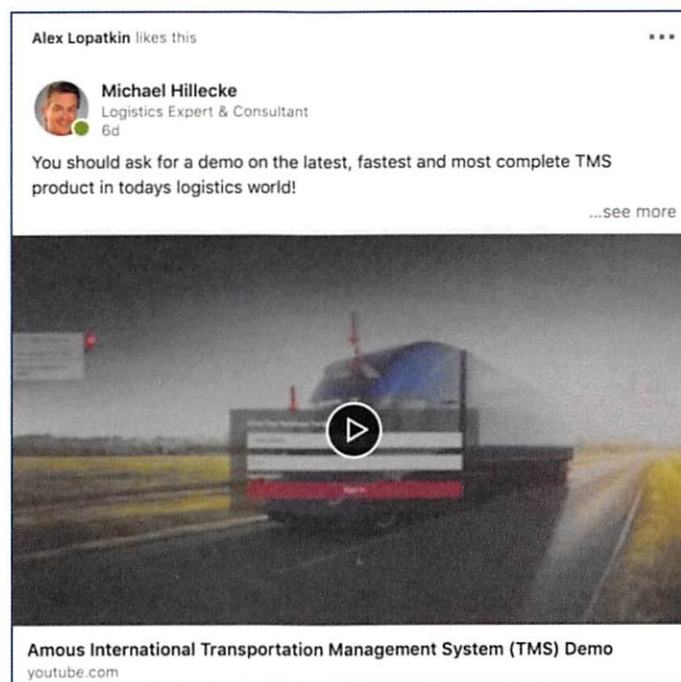 Alex Lopatkin likes this
Michael Hillecke
Logistics Expert & Consultant
6d
You should ask for a demo on the latest, fastest and most complete TMS
product in todays logistics world!
...see more
Amous International Transportation Management System (TMS) Demo
youtube.com